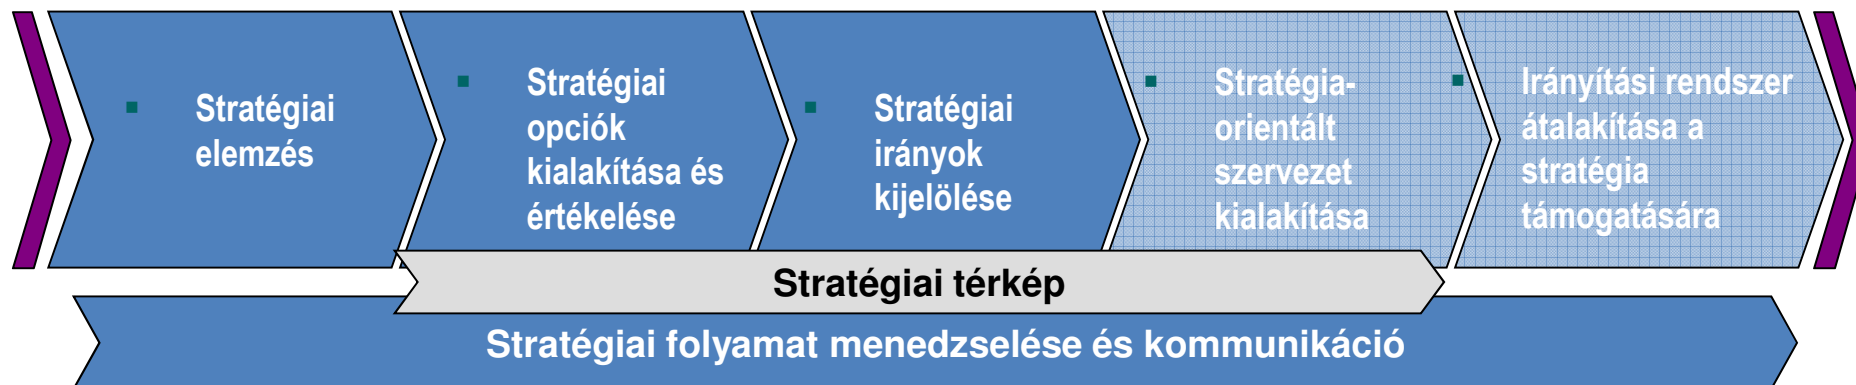 Stratégiai
elemzés
Stratégiai
opciók
kialakítása és
értékelése
Stratégiai
irányok
kijelölése
Stratégia-
orientált
szervezet
kialakítása
Irányítási rendszer
átalakítása a
stratégia
támogatására
Stratégiai térkép
Stratégiai folyamat menedzselése és kommunikáció